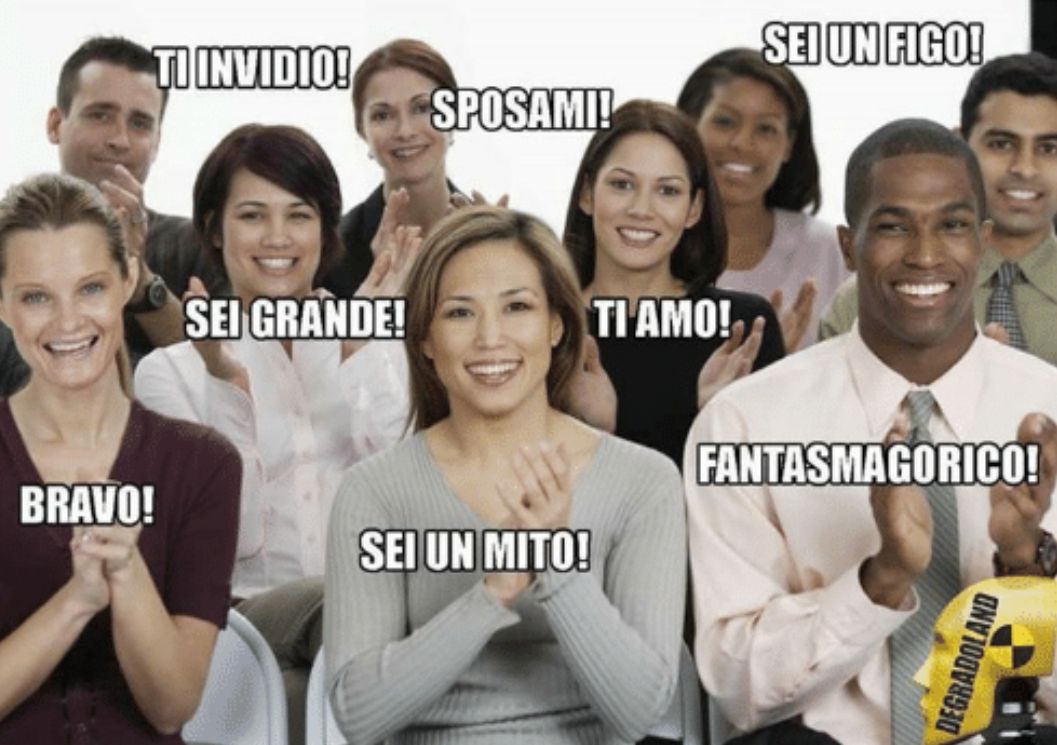 TI INVIDIO!
SEI UN FIGO!
SPOSAMI!
SEI GRANDE!
TI AMO!
FANTASMAGORICO!
BRAVO!
SEI UN MITO!
DEGRADOLAND